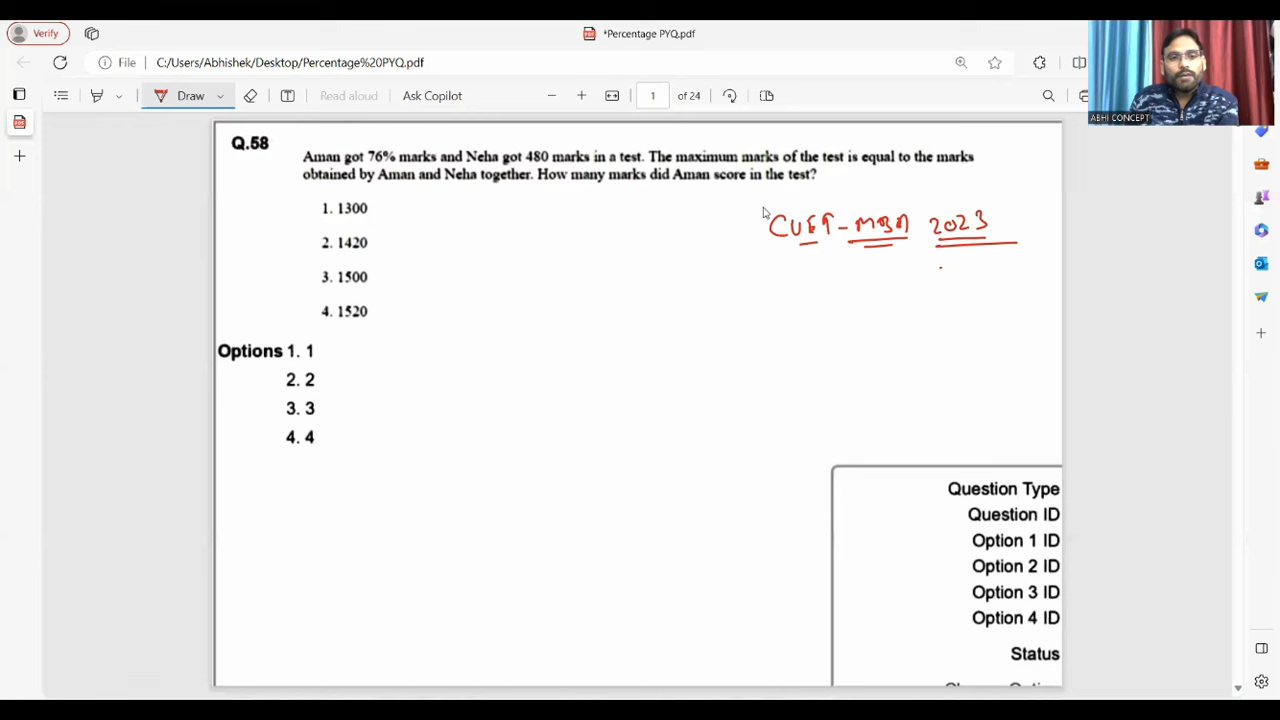 Verify
*Percentage PYQ.pdf
File C:/Users/Abhishek/Desktop/Percentage%20PYQ.pdf
Draw
Read aloud
Ask Copilot
1 of 24
ABHI CONCEPT
Q.58
Aman got 76% marks and Neha got 480 marks in a test. The maximum marks of the test is equal to the marks
obtained by Aman and Neha together. How many marks did Aman score in the test?
CUET-MBA 2023
1. 1300
2. 1420
3. 1500
4. 1520
Options 1. 1
2. 2
3. 3
4. 4
Question Type
Question ID
Option 1 ID
Option 2 ID
Option 3 ID
Option 4 ID
Status